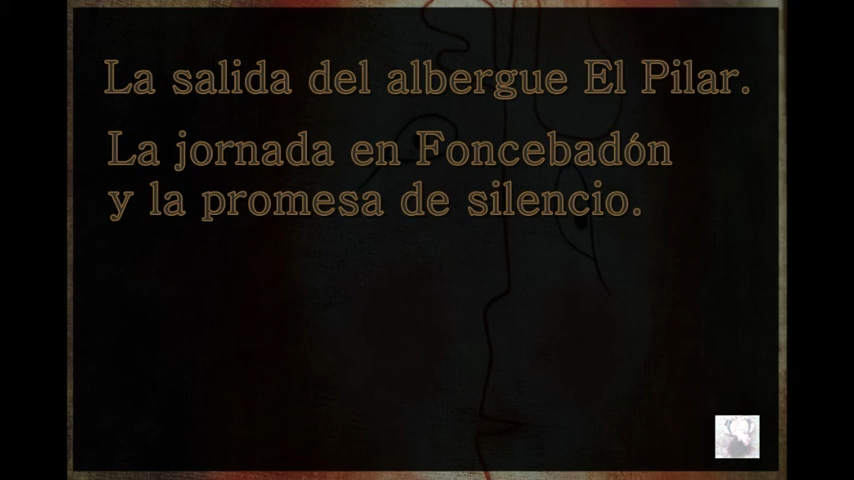 La salida del albergue El Pilar.
La jornada en Foncebadón
y la promesa de silencio.